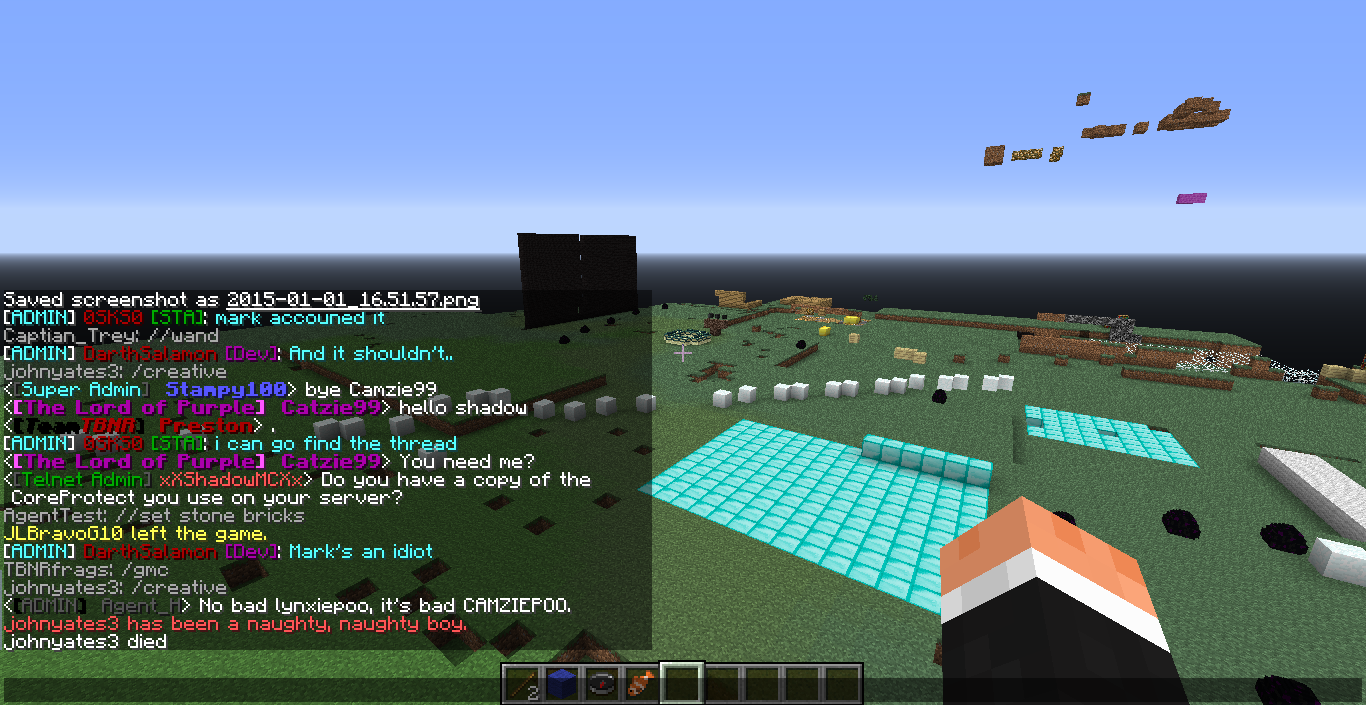 Saved screenshot as 2015-01-01_16.51.57.png
[ADMIN] 0SKS0 [STA]: mark accouned it
Captian_Trey: //wand
[ADMIN] DarthSalamon [Dev]: And it shouldn't..
johnyates3: /creative
<[Super Admin] Stampy100> bye Camzie99
<[The Lord of Purple] Catzie99> hello shadow
<[TeamTBNR] Preston> .
[ADMIN] 0SKS0 [STA]: i can go find the thread
<[The Lord of Purple] Catzie99> You need me?
<[Telnet Admin] xXShadowMCXx> Do you have a copy of the
CoreProtect you use on your server?
AgentTest: //set stone bricks
JLBravoG10 left the game.
[ADMIN] DarthSalamon [Dev]: Mark's an idiot
TBNRfrags: /gmc
johnyates3: /creative
<[ADMIN] Agent_H> No bad lynxiepoo, it's bad CAMZIEPOO.
johnyates3 has been a naughty, naughty boy.
johnyates3 died
2